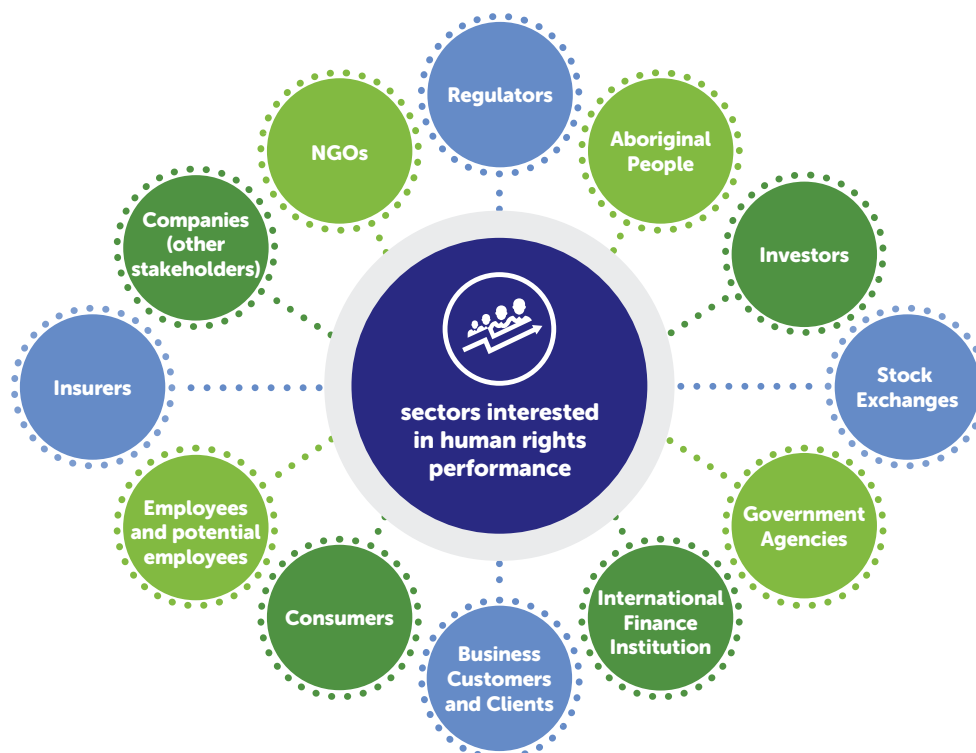 Regulators
NGOs
Aboriginal
People
Companies
(other
stakeholders)
Investors
Insurers
sectors interested
in human rights
performance
Stock
Exchanges
Employees
and potential
employees
Government
Agencies
Consumers
International
Finance
Institution
Business
Customers
and Clients